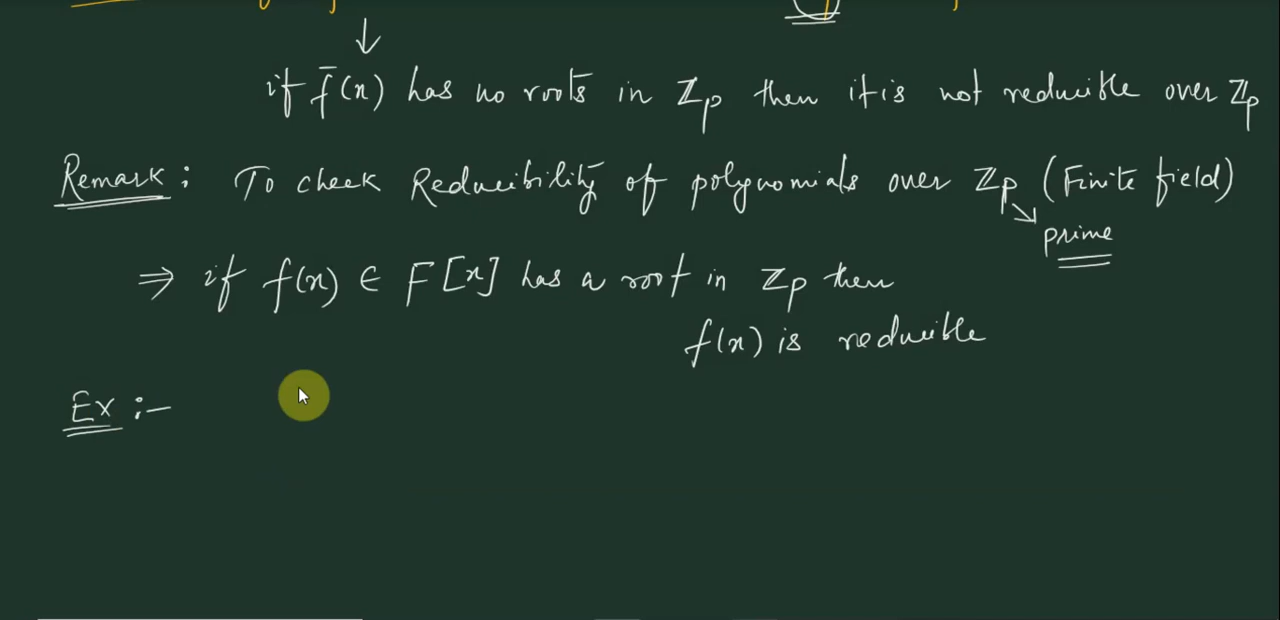 if f̄(x) has no roots in ℤp then it is not reducible over ℤp
Remark: To check Reducibility of polynomials over ℤp (Finite field)
prime
⇒ if f(x) ∈ F[x] has a root in ℤp then
f(x) is reducible
Ex :-